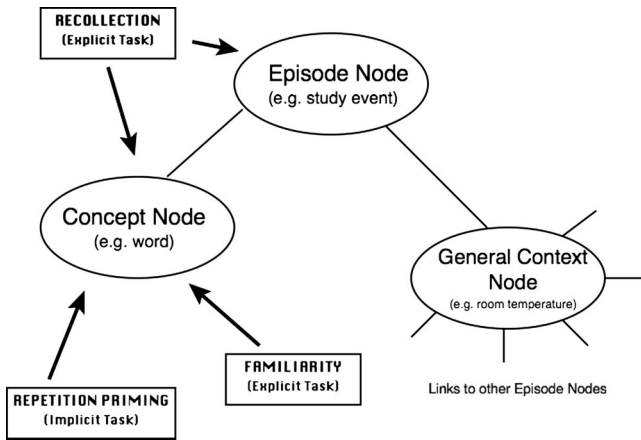 RECOLLECTION
(Explicit Task)
Episode Node
(e.g. study event)
Concept Node
(e.g. word)
General Context
Node
(e.g. room temperature)
FAMILIARITY
(Explicit Task)
REPETITION PRIMING
(Implicit Task)
Links to other Episode Nodes